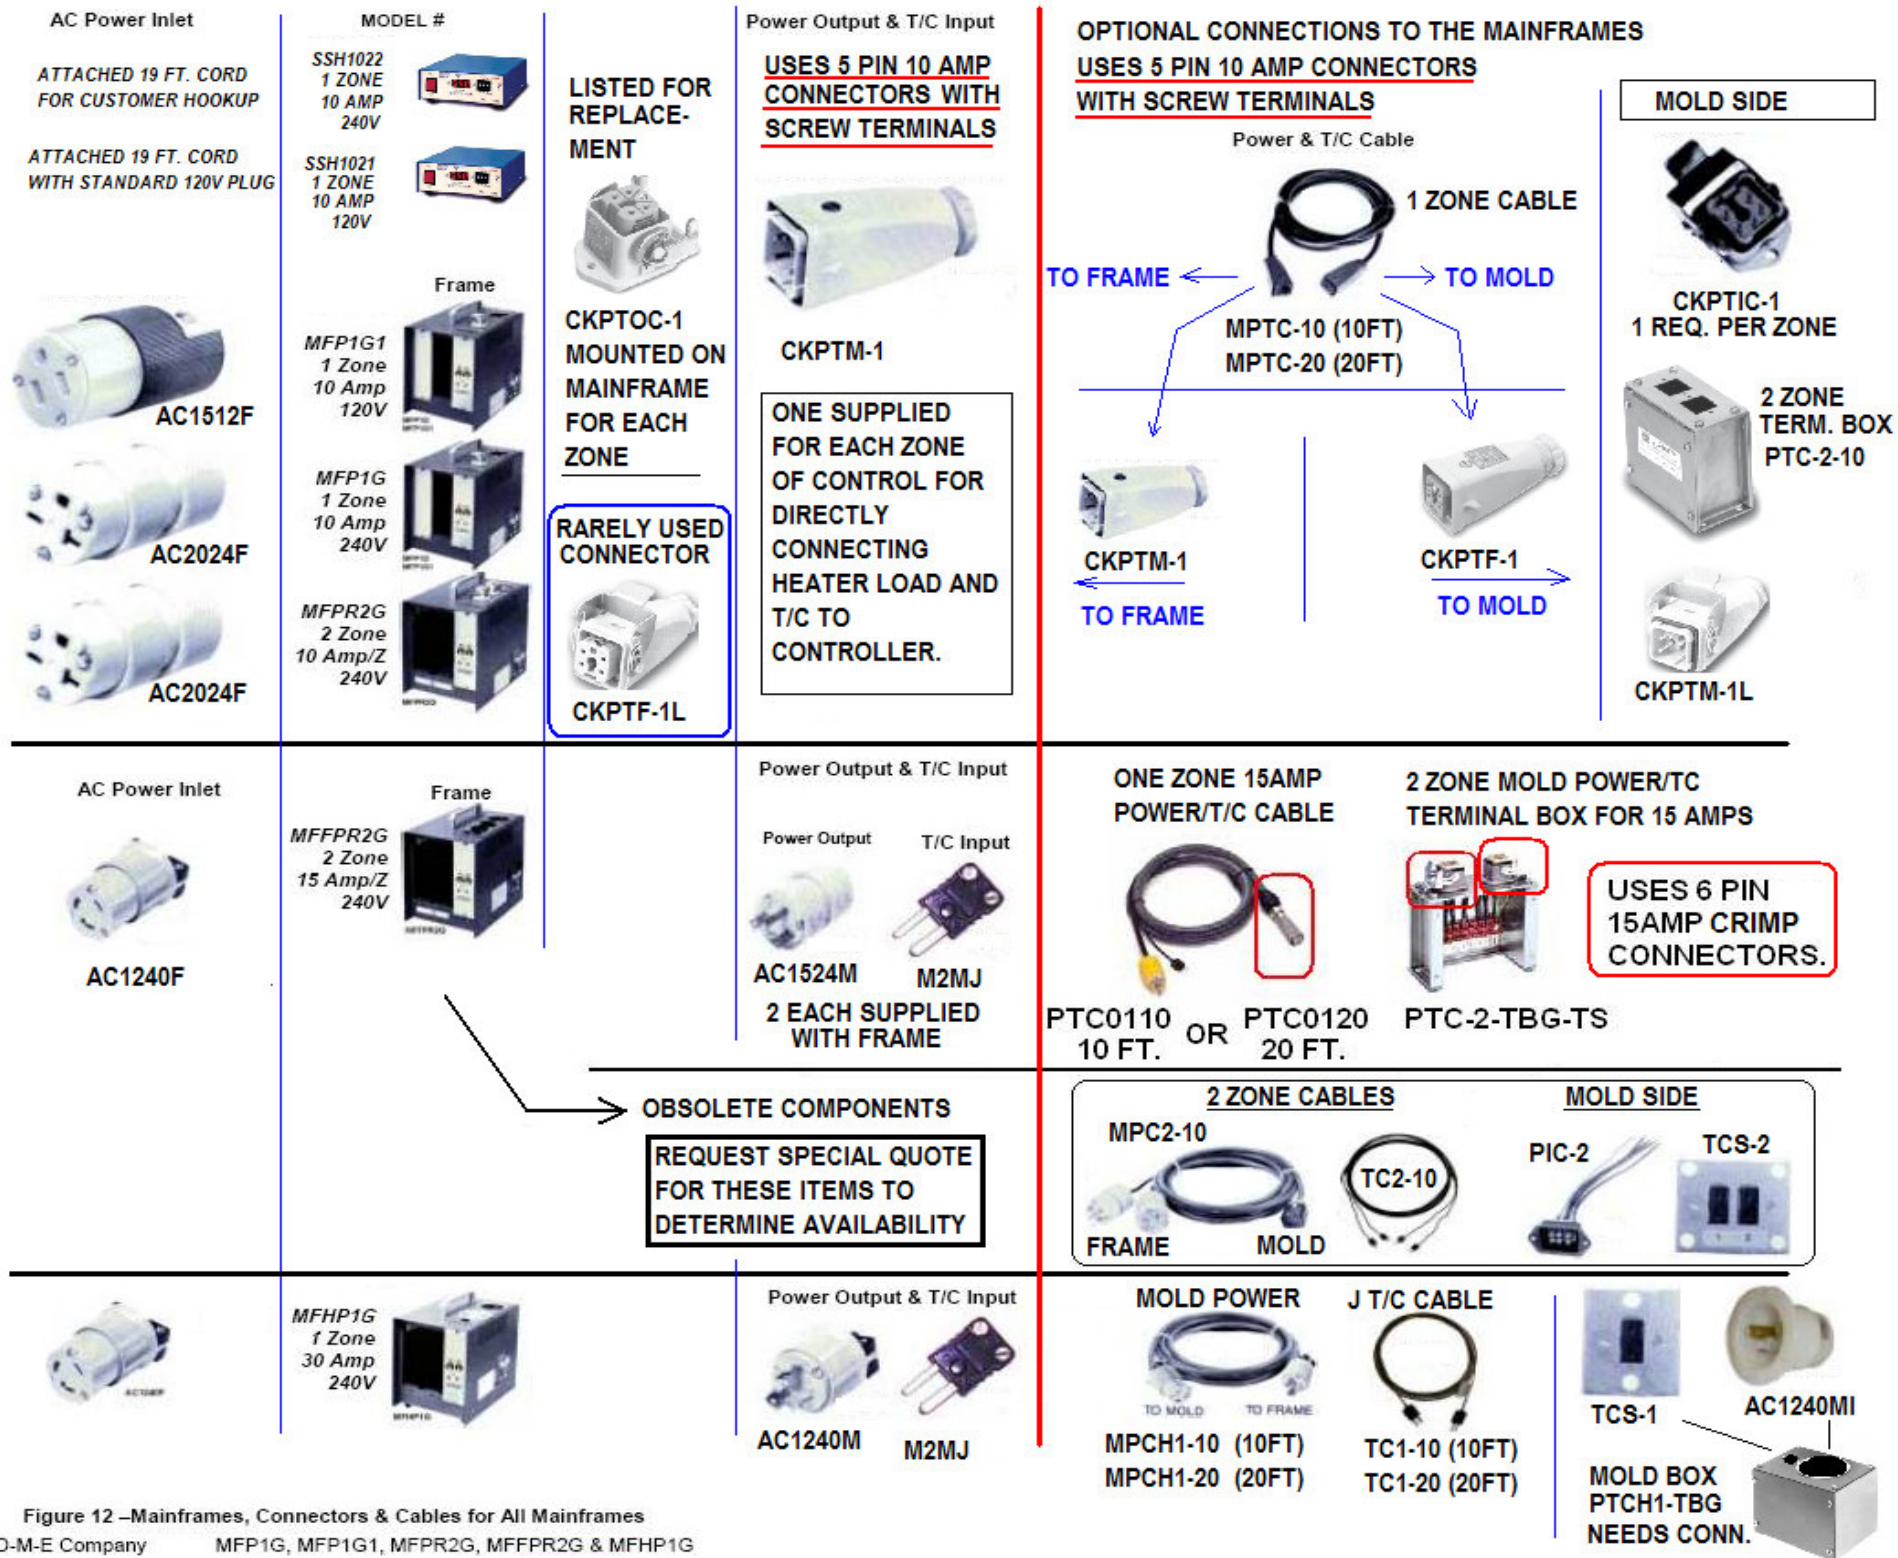 AC Power Inlet
ATTACHED 19 FT. CORD
FOR CUSTOMER HOOKUP
ATTACHED 19 FT. CORD
WITH STANDARD 120V PLUG
AC1512F
AC2024F
AC2024F
MODEL #
SSH1022
1 ZONE
10 AMP
240V
SSH1021
1 ZONE
10 AMP
120V
Frame
MFP1G1
1 Zone
10 Amp
120V
MFP1G
1 Zone
10 Amp
240V
MFPR2G
2 Zone
10 Amp/Z
240V
MFPR2G
LISTED FOR
REPLACE-
MENT
CKPTOC-1
MOUNTED ON
MAINFRAME
FOR EACH
ZONE
RARELY USED
CONNECTOR
CKPTF-1L
Power Output & T/C Input
USES 5 PIN 10 AMP
CONNECTORS WITH
SCREW TERMINALS
CKPTM-1
ONE SUPPLIED
FOR EACH ZONE
OF CONTROL FOR
DIRECTLY
CONNECTING
HEATER LOAD AND
T/C TO
CONTROLLER.
OPTIONAL CONNECTIONS TO THE MAINFRAMES
USES 5 PIN 10 AMP CONNECTORS
WITH SCREW TERMINALS
Power & T/C Cable
1 ZONE CABLE
TO FRAME
TO MOLD
MPTC-10 (10FT)
MPTC-20 (20FT)
CKPTM-1
TO FRAME
CKPTF-1
TO MOLD
MOLD SIDE
CKPTIC-1
1 REQ. PER ZONE
2 ZONE
TERM. BOX
PTC-2-10
CKPTM-1L
AC Power Inlet
AC1240F
Frame
MFFPR2G
2 Zone
15 Amp/Z
240V
MFFPR2G
Power Output & T/C Input
Power Output
T/C Input
AC1524M
M2MJ
2 EACH SUPPLIED
WITH FRAME
ONE ZONE 15AMP
POWER/T/C CABLE
PTC0110
10 FT.
OR
PTC0120
20 FT.
2 ZONE MOLD POWER/TC
TERMINAL BOX FOR 15 AMPS
PTC-2-TBG-TS
USES 6 PIN
15AMP CRIMP
CONNECTORS.
OBSOLETE COMPONENTS
REQUEST SPECIAL QUOTE
FOR THESE ITEMS TO
DETERMINE AVAILABILITY
2 ZONE CABLES
MPC2-10
FRAME
MOLD
TC2-10
MOLD SIDE
PIC-2
TCS-2
1 2
AC1240F
MFHP1G
1 Zone
30 Amp
240V
MFHP1G
Power Output & T/C Input
AC1240M
M2MJ
MOLD POWER
TO MOLD
TO FRAME
MPCH1-10 (10FT)
MPCH1-20 (20FT)
J T/C CABLE
TC1-10 (10FT)
TC1-20 (20FT)
TCS-1
AC1240MI
MOLD BOX
PTCH1-TBG
NEEDS CONN.
Figure 12 –Mainframes, Connectors & Cables for All Mainframes
D-M-E Company MFP1G, MFP1G1, MFPR2G, MFFPR2G & MFHP1G